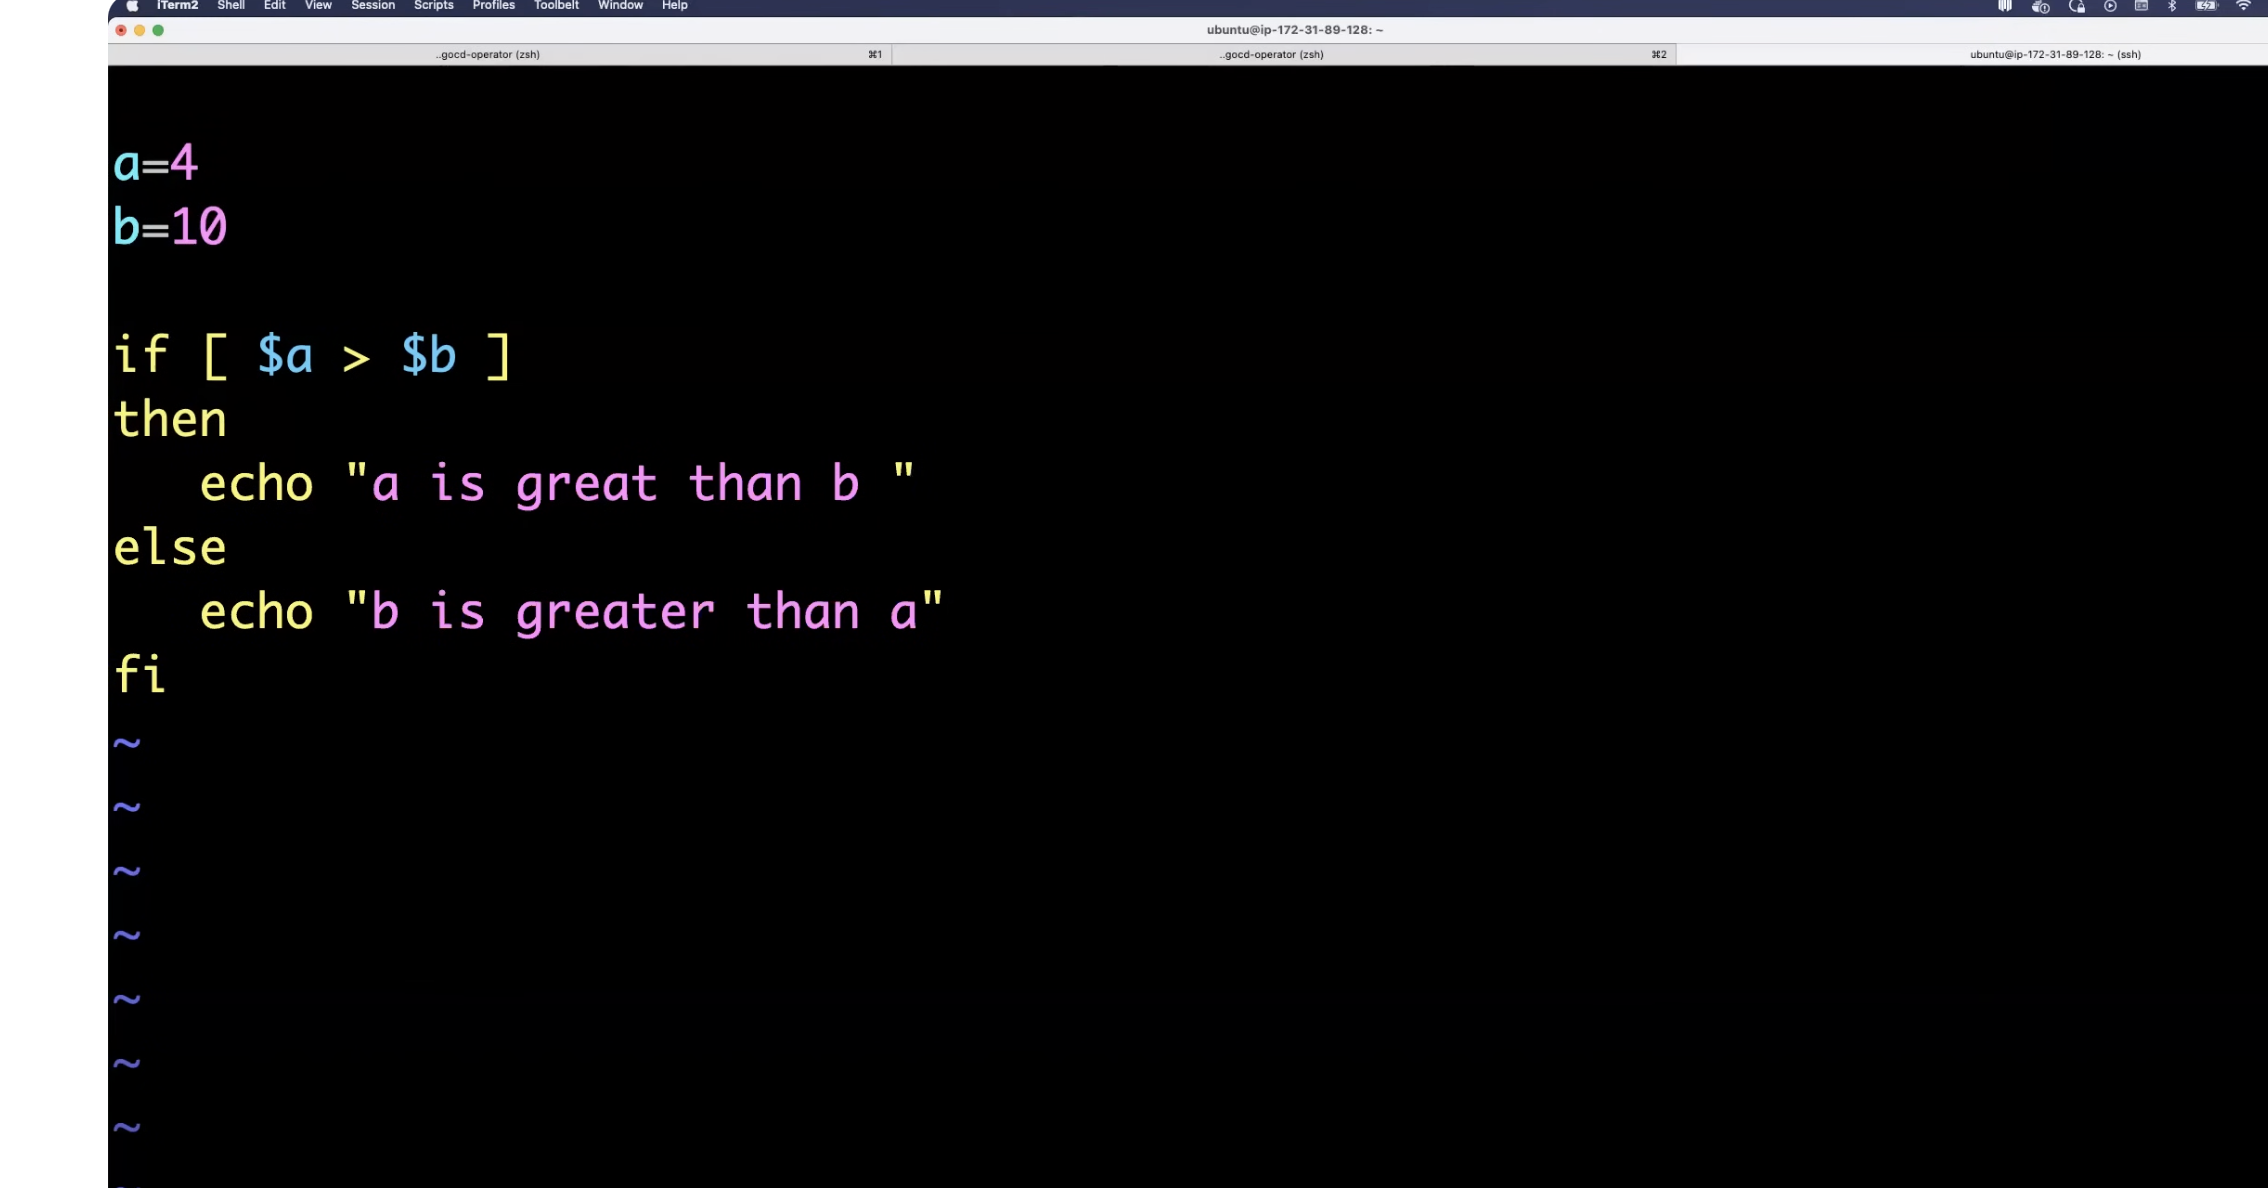 iTerm2 Shell Edit View Session Scripts Profiles Toolbelt Window Help
ubuntu@ip-172-31-89-128: ~
..gocd-operator (zsh) ⌘1 ..gocd-operator (zsh) ⌘2 ubuntu@ip-172-31-89-128: ~ (ssh)
a=4
b=10
if [ $a > $b ]
then
   echo "a is great than b "
else
   echo "b is greater than a"
fi
~
~
~
~
~
~
~